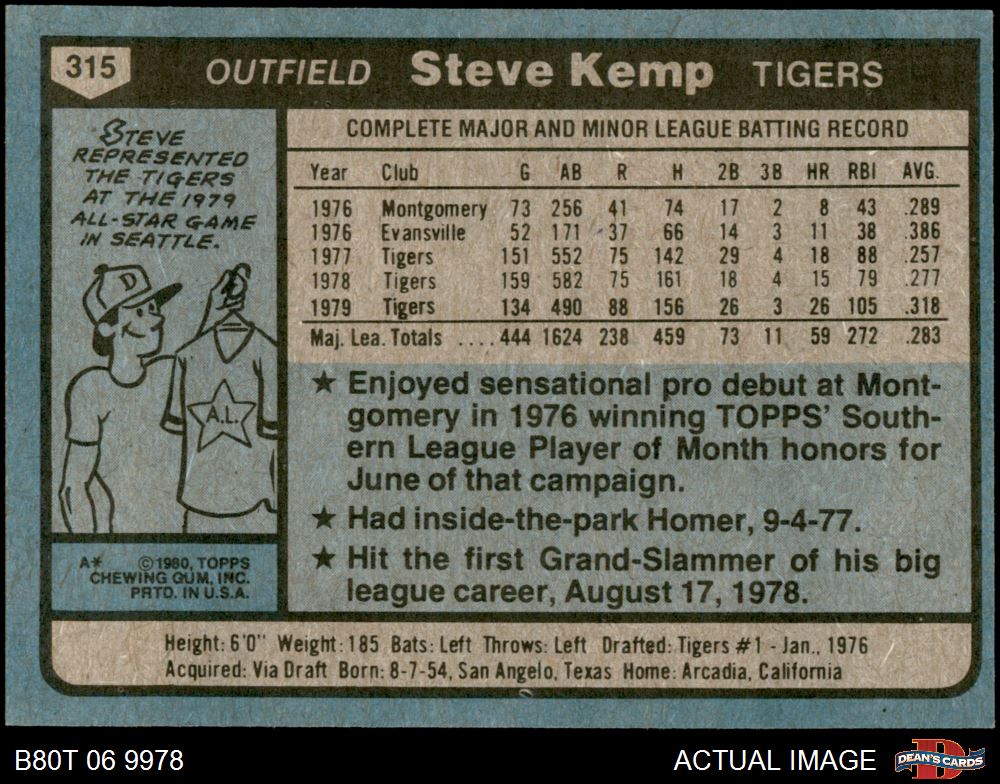 315 OUTFIELD Steve Kemp TIGERS
STEVE
REPRESENTED
THE TIGERS
AT THE 1979
ALL-STAR GAME
IN SEATTLE.
D
A.L.
A* ©1980, TOPPS
CHEWING GUM, INC.
PRTD. IN U.S.A.
COMPLETE MAJOR AND MINOR LEAGUE BATTING RECORD
Year Club G AB R H 2B 3B HR RBI AVG.
1976 Montgomery 73 256 41 74 17 2 8 43 .289
1976 Evansville 52 171 37 66 14 3 11 38 .386
1977 Tigers 151 552 75 142 29 4 18 88 .257
1978 Tigers 159 582 75 161 18 4 15 79 .277
1979 Tigers 134 490 88 156 26 3 26 105 .318
Maj. Lea. Totals .... 444 1624 238 459 73 11 59 272 .283
★ Enjoyed sensational pro debut at Mont-
gomery in 1976 winning TOPPS' South-
ern League Player of Month honors for
June of that campaign.
★ Had inside-the-park Homer, 9-4-77.
★ Hit the first Grand-Slammer of his big
league career, August 17, 1978.
Height: 6'0" Weight: 185 Bats: Left Throws: Left Drafted: Tigers #1 - Jan., 1976
Acquired: Via Draft Born: 8-7-54, San Angelo, Texas Home: Arcadia, California
B80T 06 9978 ACTUAL IMAGE D DEAN'S CARDS